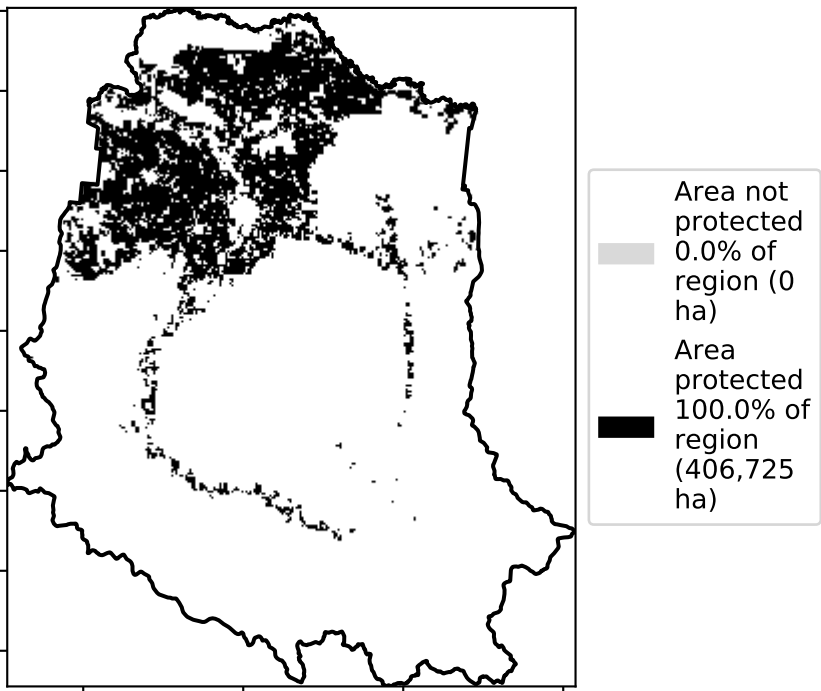 Area not
protected
0.0% of
region (0
ha)
Area
protected
100.0% of
region
(406,725
ha)